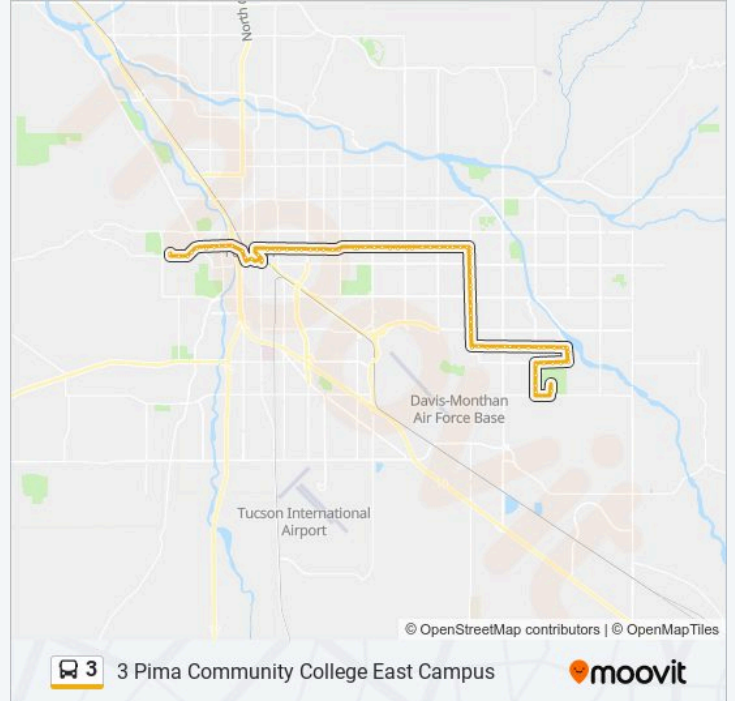 North
Davis-Monthan
Air Force Base
Tucson International
Airport
© OpenStreetMap contributors | © OpenMapTiles
3 3 Pima Community College East Campus moovit